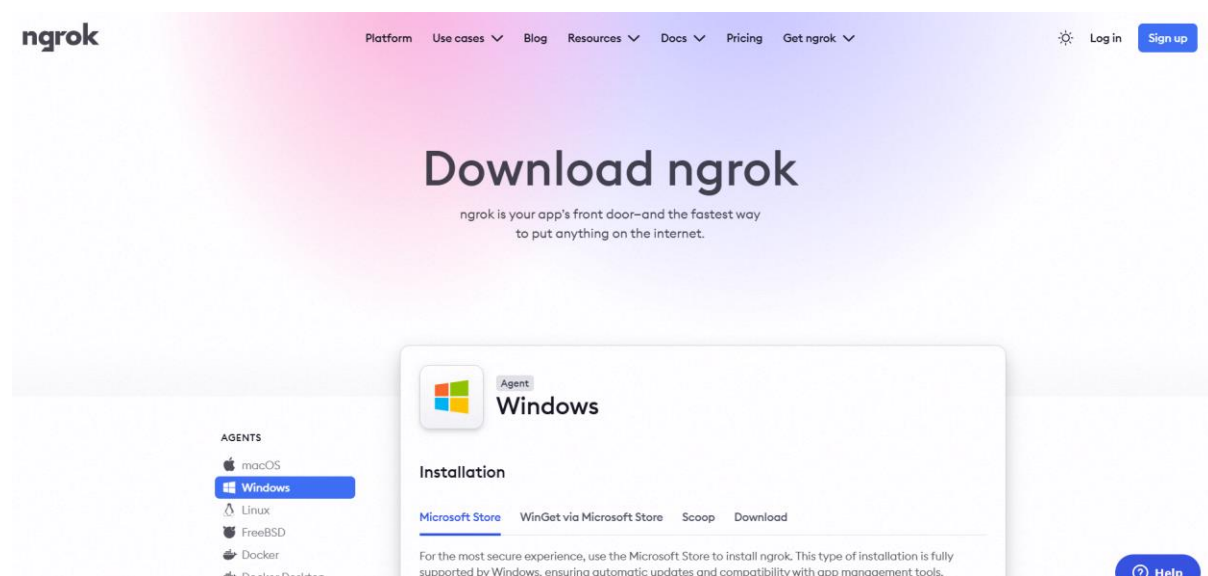 ngrok
Platform Use cases Blog Resources Docs Pricing Get ngrok Log in Sign up
Download ngrok
ngrok is your app's front door—and the fastest way
to put anything on the internet.
Agent
Windows
AGENTS
macOS
Windows
Linux
FreeBSD
Docker
Docker Desktop
Installation
Microsoft Store WinGet via Microsoft Store Scoop Download
For the most secure experience, use the Microsoft Store to install ngrok. This type of installation is fully
supported by Windows, ensuring automatic updates and compatibility with app management tools.
Help